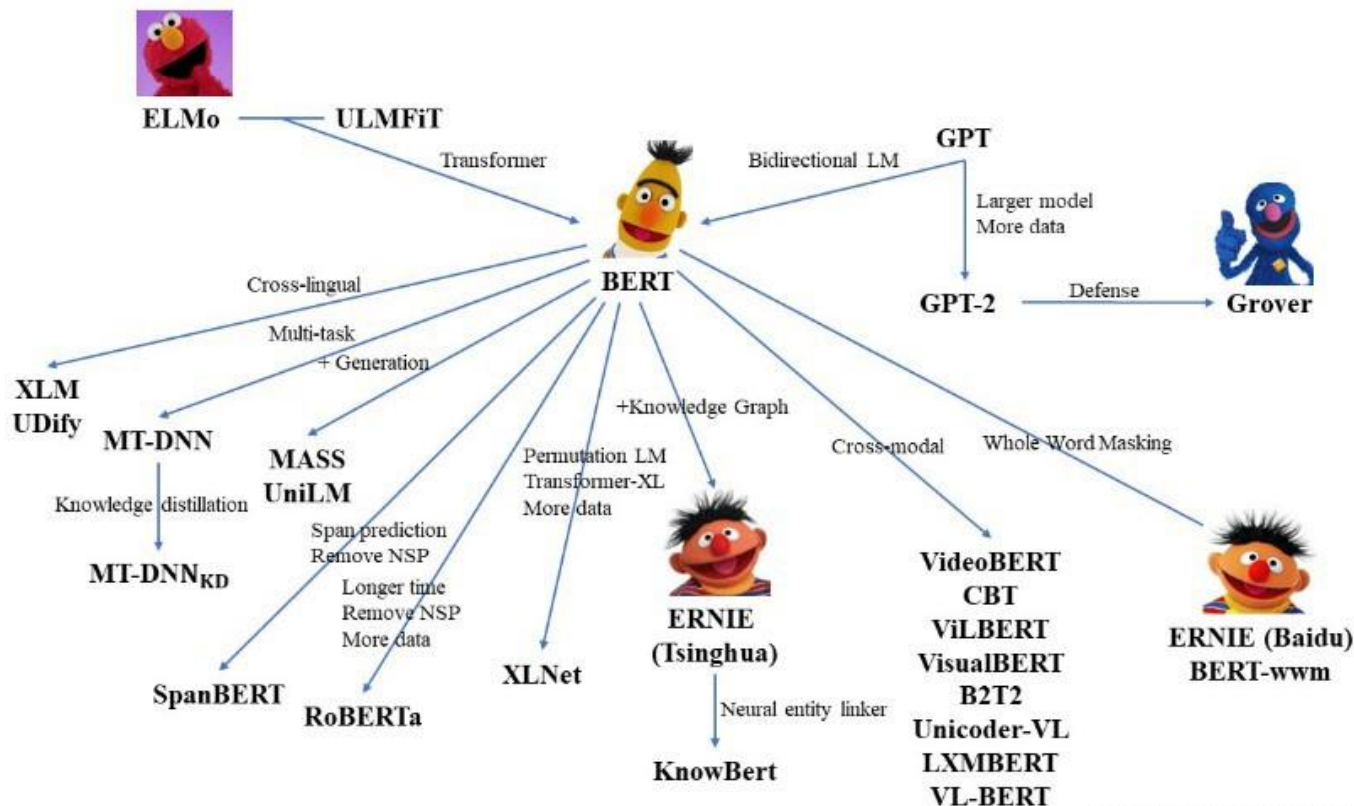 ELMo
ULMFiT
GPT
Transformer
Bidirectional LM
Larger model
More data
BERT
Cross-lingual
GPT-2
Defense
Grover
Multi-task
+ Generation
XLM
UDify
MT-DNN
+Knowledge Graph
MASS
UniLM
Permutation LM
Transformer-XL
More data
Cross-modal
Whole Word Masking
Knowledge distillation
Span prediction
Remove NSP
MT-DNNKD
Longer time
Remove NSP
More data
ERNIE
(Tsinghua)
VideoBERT
CBT
ViLBERT
VisualBERT
B2T2
Unicoder-VL
LXMBERT
VL-BERT
ERNIE (Baidu)
BERT-wwm
SpanBERT
RoBERTa
XLNet
Neural entity linker
KnowBert